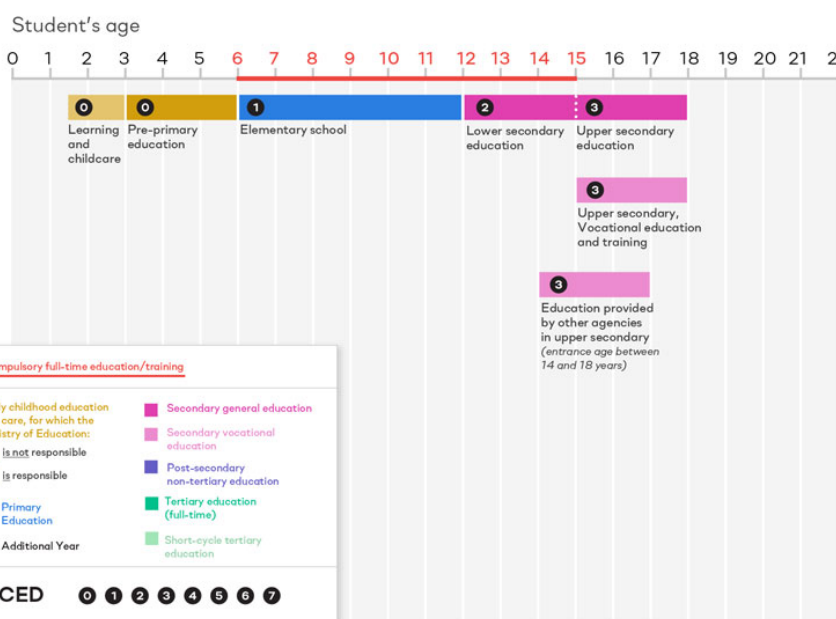 Student's age
0 1 2 3 4 5 6 7 8 9 10 11 12 13 14 15 16 17 18 19 20 21 2
0 0 1 2 3
Learning
and
childcare
Pre-primary
education
Elementary school
Lower secondary
education
Upper secondary
education
3
Upper secondary,
Vocational education
and training
3
Education provided
by other agencies
in upper secondary
(entrance age between
14 and 18 years)
mpulsory full-time education/training
y childhood education
care, for which the
istry of Education:
is not responsible
is responsible
Primary
Education
Additional Year
Secondary general education
Secondary vocational
education
Post-secondary
non-tertiary education
Tertiary education
(full-time)
Short-cycle tertiary
education
CED 0 1 2 3 4 5 6 7